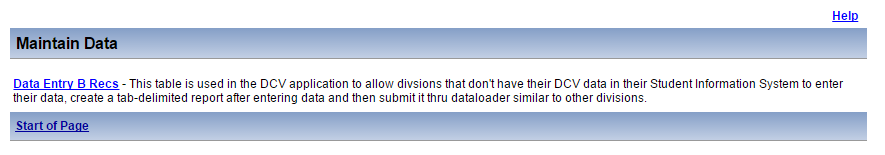 Help
Maintain Data
Data Entry B Recs - This table is used in the DCV application to allow divsions that don't have their DCV data in their Student Information System to enter
their data, create a tab-delimited report after entering data and then submit it thru dataloader similar to other divisions.
Start of Page